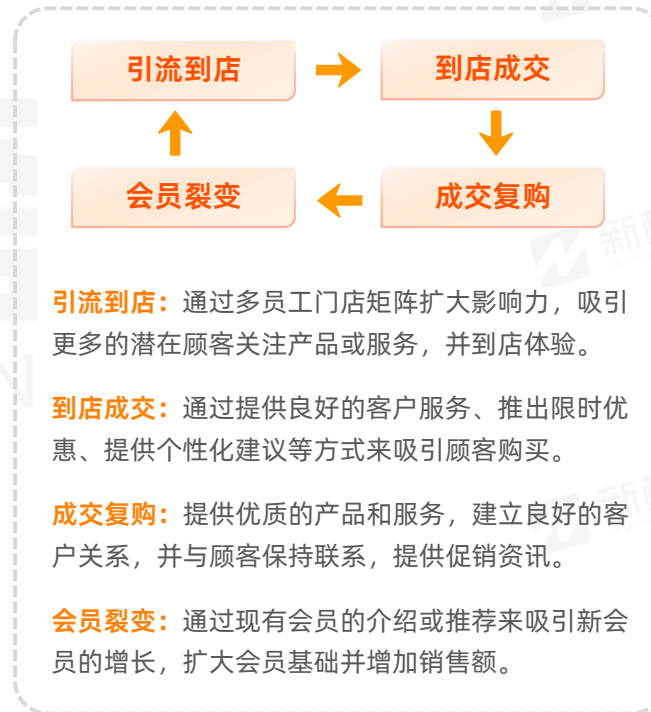 引流到店
到店成交
会员裂变
成交复购
引流到店：通过多员工门店矩阵扩大影响力，吸引
更多的潜在顾客关注产品或服务，并到店体验。
到店成交：通过提供良好的客户服务、推出限时优
惠、提供个性化建议等方式来吸引顾客购买。
成交复购：提供优质的产品和服务，建立良好的客
户关系，并与顾客保持联系，提供促销资讯。
会员裂变：通过现有会员的介绍或推荐来吸引新会
员的增长，扩大会员基础并增加销售额。